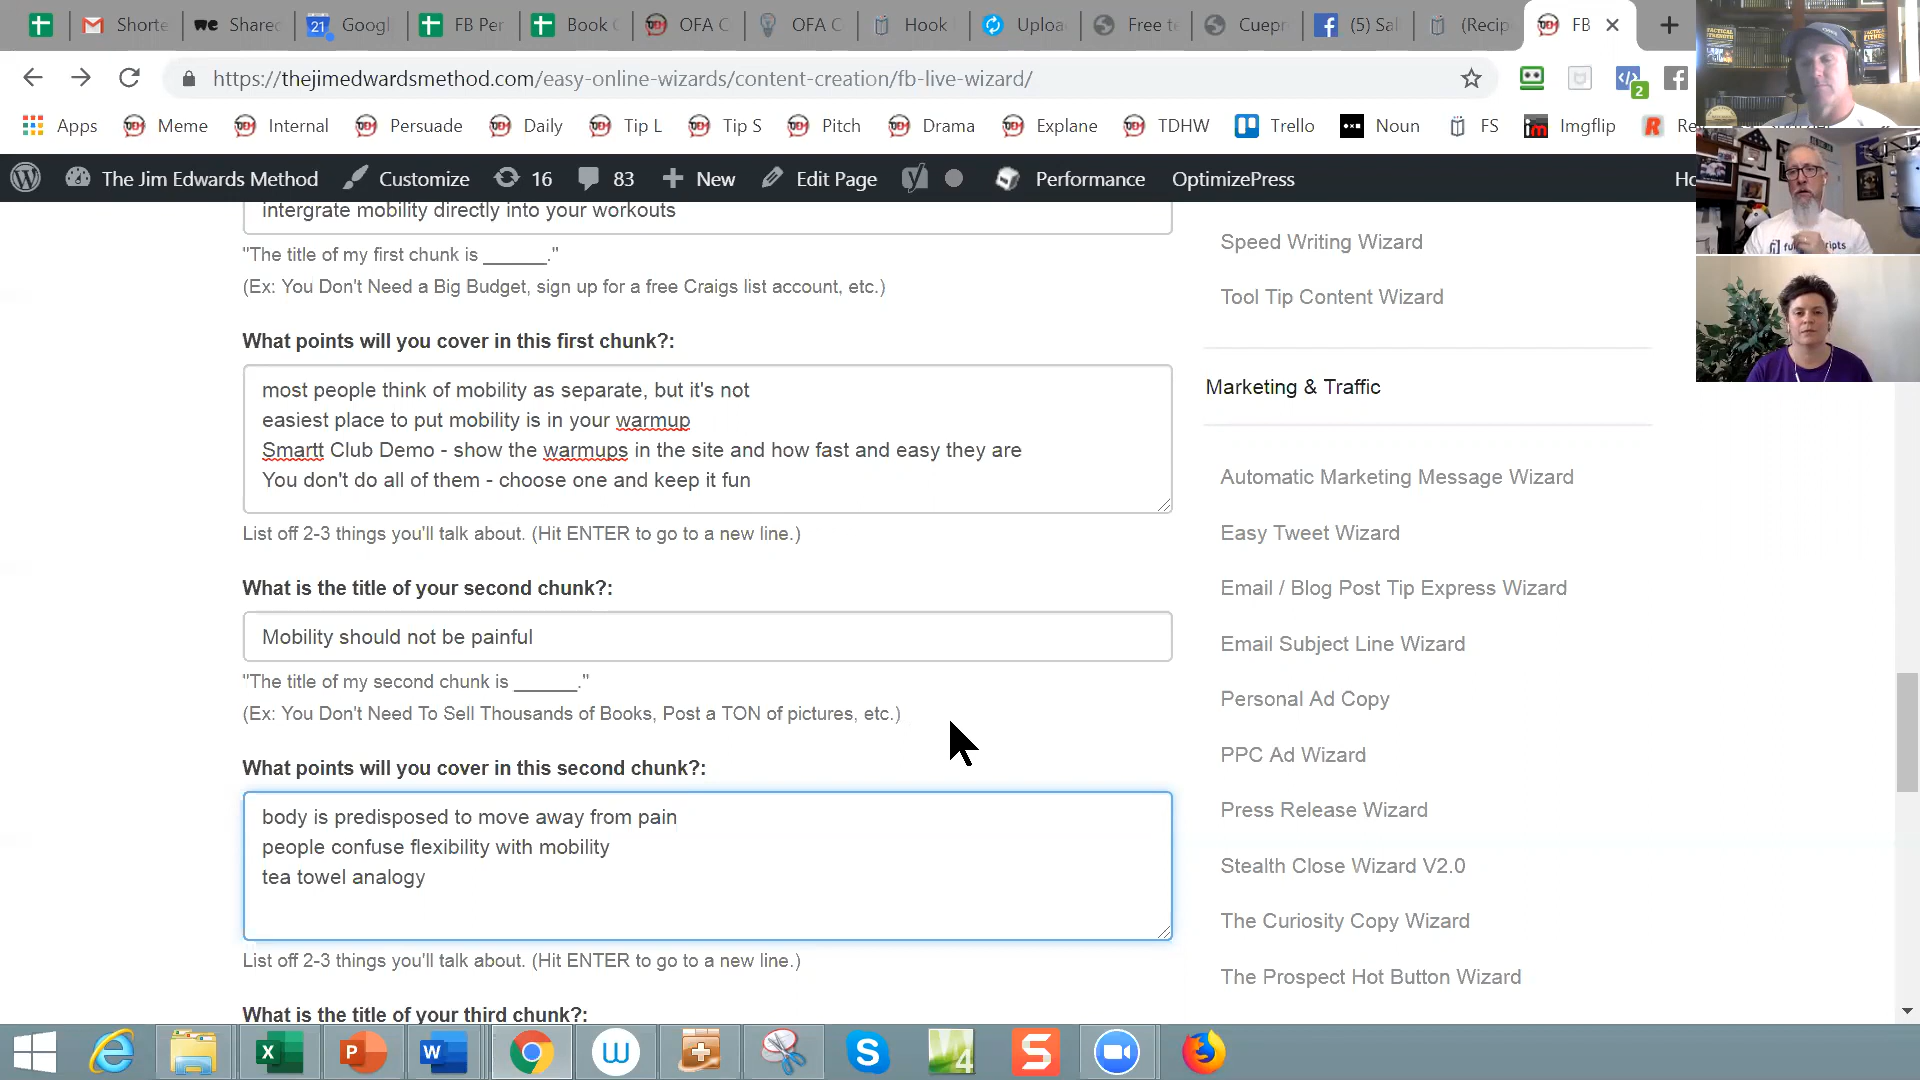 Shorte
Shared
Googl
FB Per
Book
OFA C
OFA C
Hook
Uploa
Free te
Cuepr
(5) Sal
(Recip
FB
https://thejimedwardsmethod.com/easy-online-wizards/content-creation/fb-live-wizard/
2
Apps
Meme
Internal
Persuade
Daily
Tip L
Tip S
Pitch
Drama
Explane
TDHW
Trello
Noun
FS
Imgflip
The Jim Edwards Method
Customize
16
83
New
Edit Page
Performance
OptimizePress
intergrate mobility directly into your workouts
"The title of my first chunk is ______."
(Ex: You Don't Need a Big Budget, sign up for a free Craigs list account, etc.)
What points will you cover in this first chunk?:
most people think of mobility as separate, but it's not
easiest place to put mobility is in your warmup
Smartt Club Demo - show the warmups in the site and how fast and easy they are
You don't do all of them - choose one and keep it fun
List off 2-3 things you'll talk about. (Hit ENTER to go to a new line.)
What is the title of your second chunk?:
Mobility should not be painful
"The title of my second chunk is ______."
(Ex: You Don't Need To Sell Thousands of Books, Post a TON of pictures, etc.)
What points will you cover in this second chunk?:
body is predisposed to move away from pain
people confuse flexibility with mobility
tea towel analogy
List off 2-3 things you'll talk about. (Hit ENTER to go to a new line.)
What is the title of your third chunk?:
Speed Writing Wizard
Tool Tip Content Wizard
Marketing & Traffic
Automatic Marketing Message Wizard
Easy Tweet Wizard
Email / Blog Post Tip Express Wizard
Email Subject Line Wizard
Personal Ad Copy
PPC Ad Wizard
Press Release Wizard
Stealth Close Wizard V2.0
The Curiosity Copy Wizard
The Prospect Hot Button Wizard